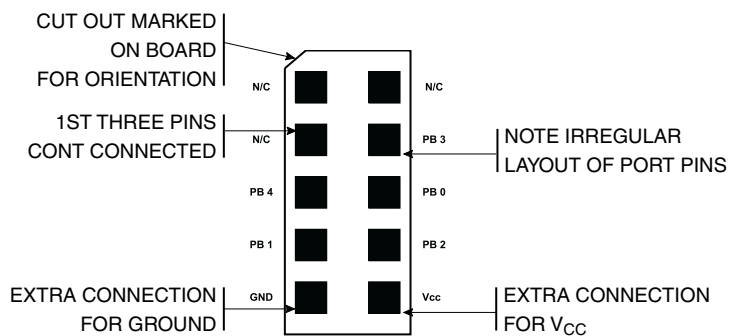 CUT OUT MARKED
ON BOARD
FOR ORIENTATION
N/C
N/C
1ST THREE PINS
CONT CONNECTED
N/C
PB 3
NOTE IRREGULAR
LAYOUT OF PORT PINS
PB 4
PB 0
PB 1
PB 2
EXTRA CONNECTION
FOR GROUND
GND
Vcc
EXTRA CONNECTION
FOR VCC